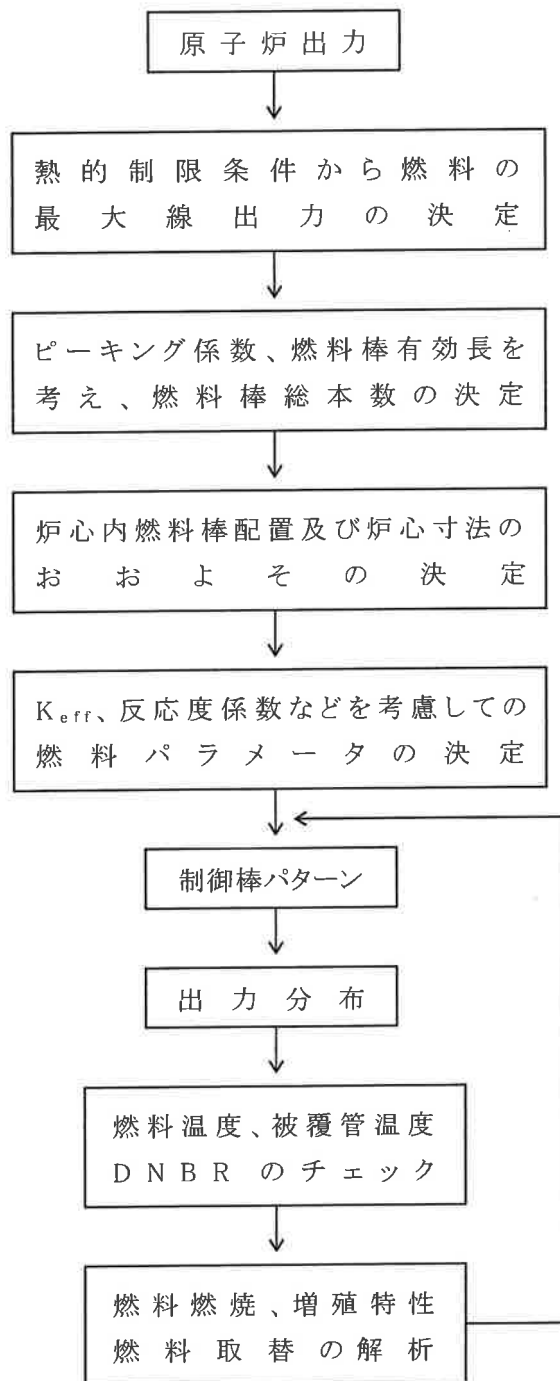 原子炉出力
熱的制限条件から燃料の
最大線出力の決定
ピーキング係数、燃料棒有効長を
考え、燃料棒総本数の決定
炉心内燃料棒配置及び炉心寸法の
おおよその決定
Keff、反応度係数などを考慮しての
燃料パラメータの決定
制御棒パターン
出力分布
燃料温度、被覆管温度
DNBRのチェック
燃料燃焼、増殖特性
燃料取替の解析